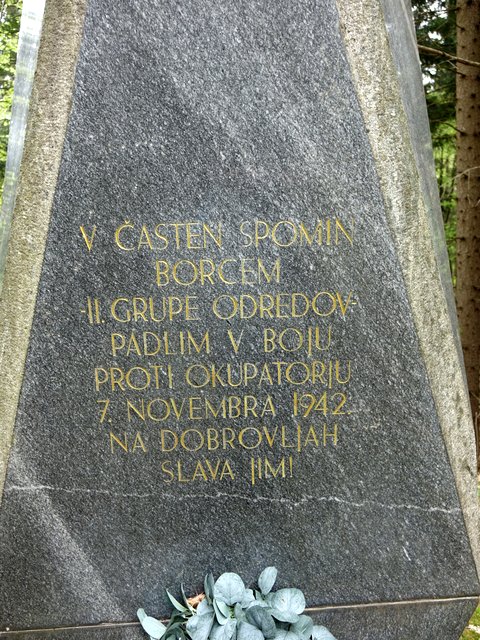 V ČASTEN SPOMIN
BORCEM
-II. GRUPE ODREDOV-
PADLIM V BOJU
PROTI OKUPATORJU
7. NOVEMBRA 1942.
NA DOBROVLJAH
SLAVA JIM!